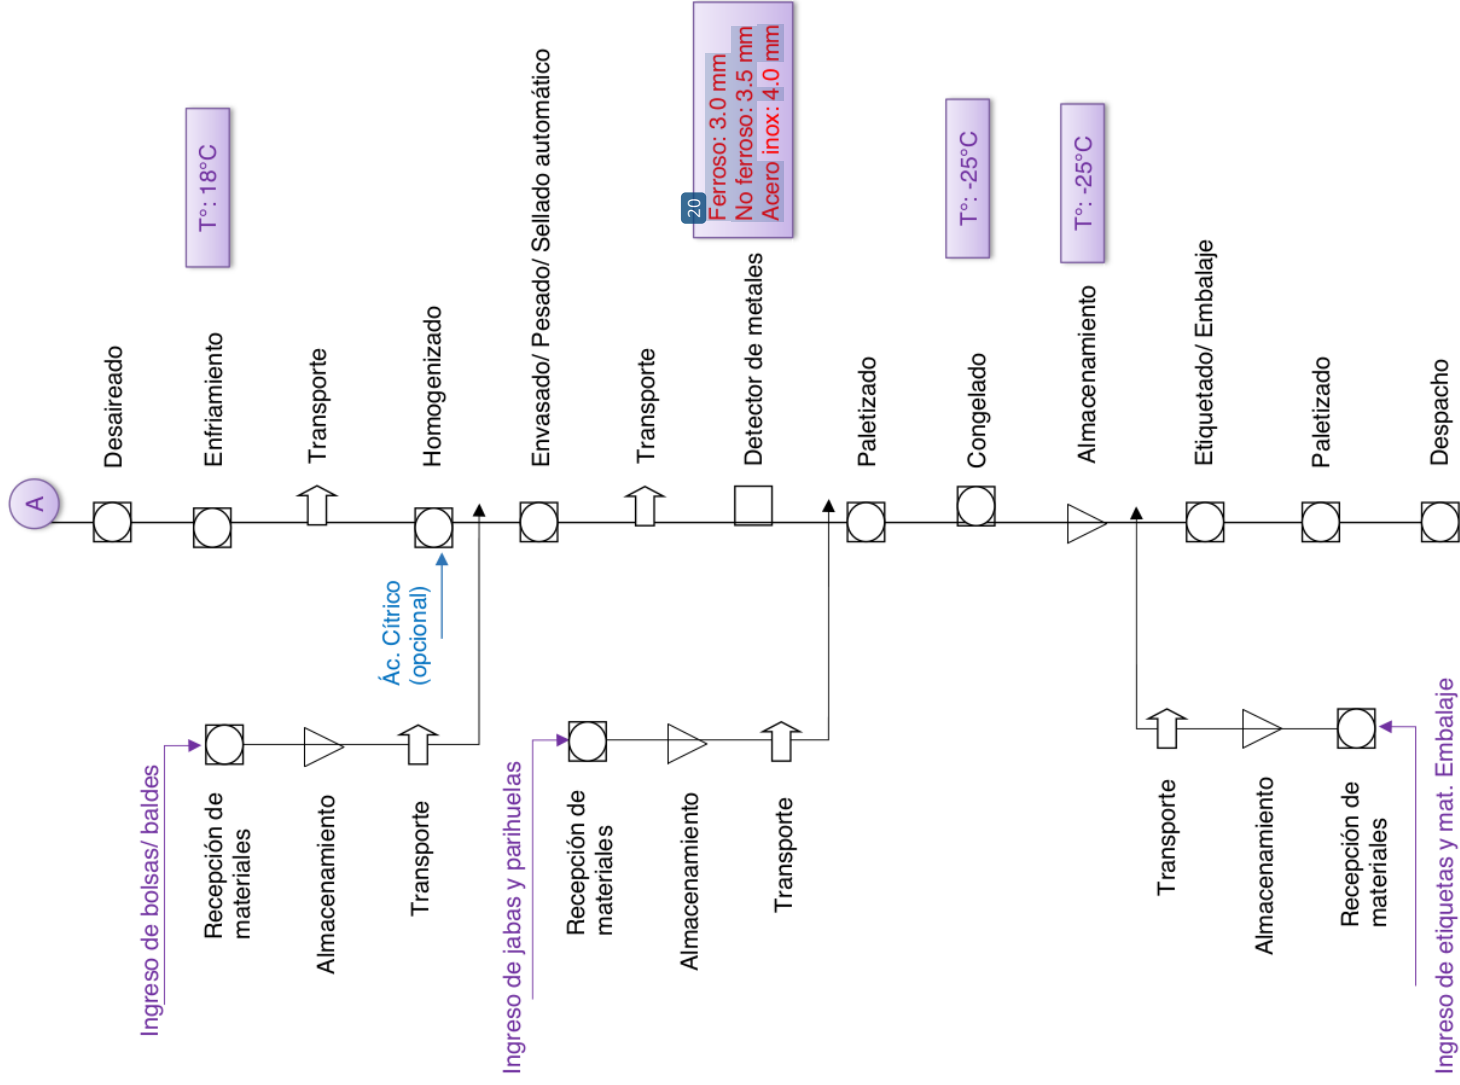 A
Desaireado
Enfriamiento
T°: 18°C
Transporte
Homogenizado
Ác. Cítrico
(opcional)
Envasado/ Pesado/ Sellado automático
Transporte
Detector de metales
20
Ferroso: 3.0 mm
No ferroso: 3.5 mm
Acero inox: 4.0 mm
Paletizado
Congelado
T°: -25°C
Almacenamiento
T°: -25°C
Etiquetado/ Embalaje
Paletizado
Despacho
Ingreso de bolsas/ baldes
Recepción de
materiales
Almacenamiento
Transporte
Ingreso de jabas y parihuelas
Recepción de
materiales
Almacenamiento
Transporte
Transporte
Almacenamiento
Recepción de
materiales
Ingreso de etiquetas y mat. Embalaje